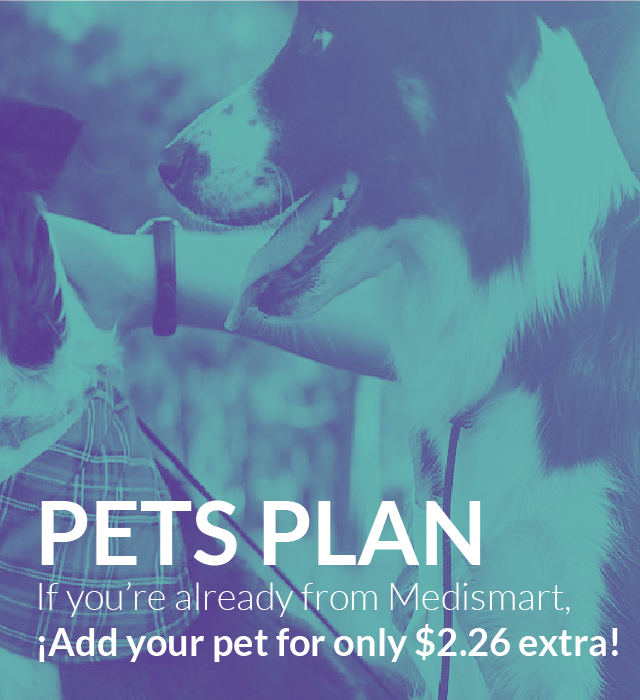 PETS PLAN
If you’re already from Medismart,
¡Add your pet for only $2.26 extra!